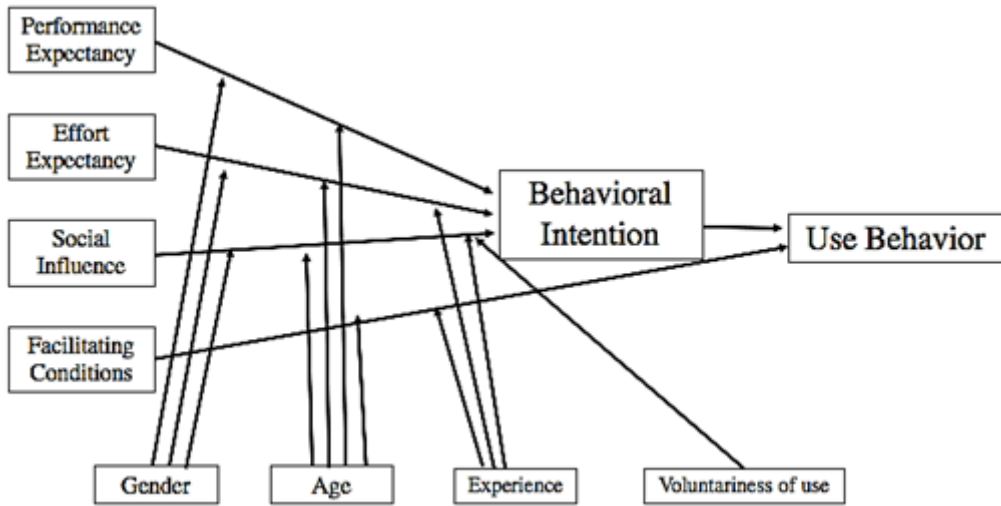 Performance
Expectancy
Effort
Expectancy
Social
Influence
Facilitating
Conditions
Behavioral
Intention
Use Behavior
Gender
Age
Experience
Voluntariness of use